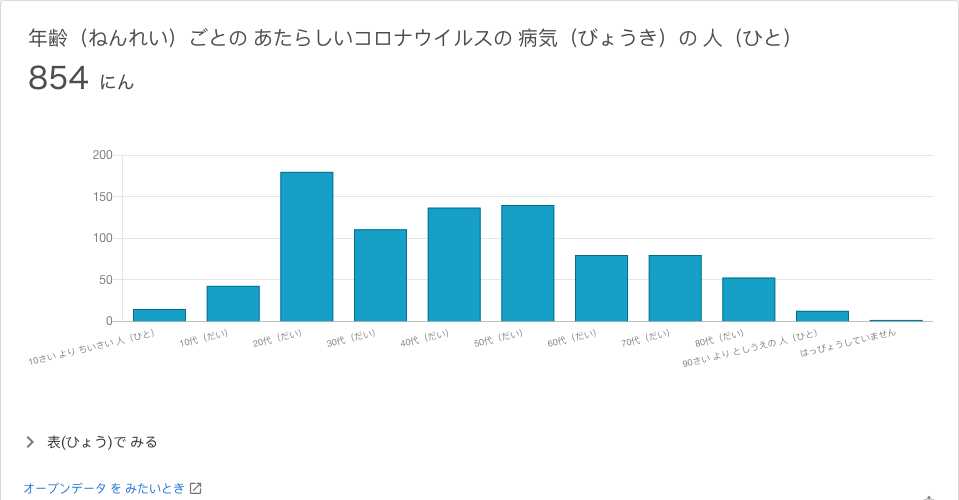 年齢（ねんれい）ごとの あたらしいコロナウイルスの 病気（びょうき）の 人（ひと）
854 にん
200
150
100
50
0
10さい より ちいさい 人（ひと）
10代（だい）
20代（だい）
30代（だい）
40代（だい）
50代（だい）
60代（だい）
70代（だい）
80代（だい）
90さい より としうえの 人（ひと）
はっぴょうしていません
表(ひょう)で みる
オープンデータ を みたいとき